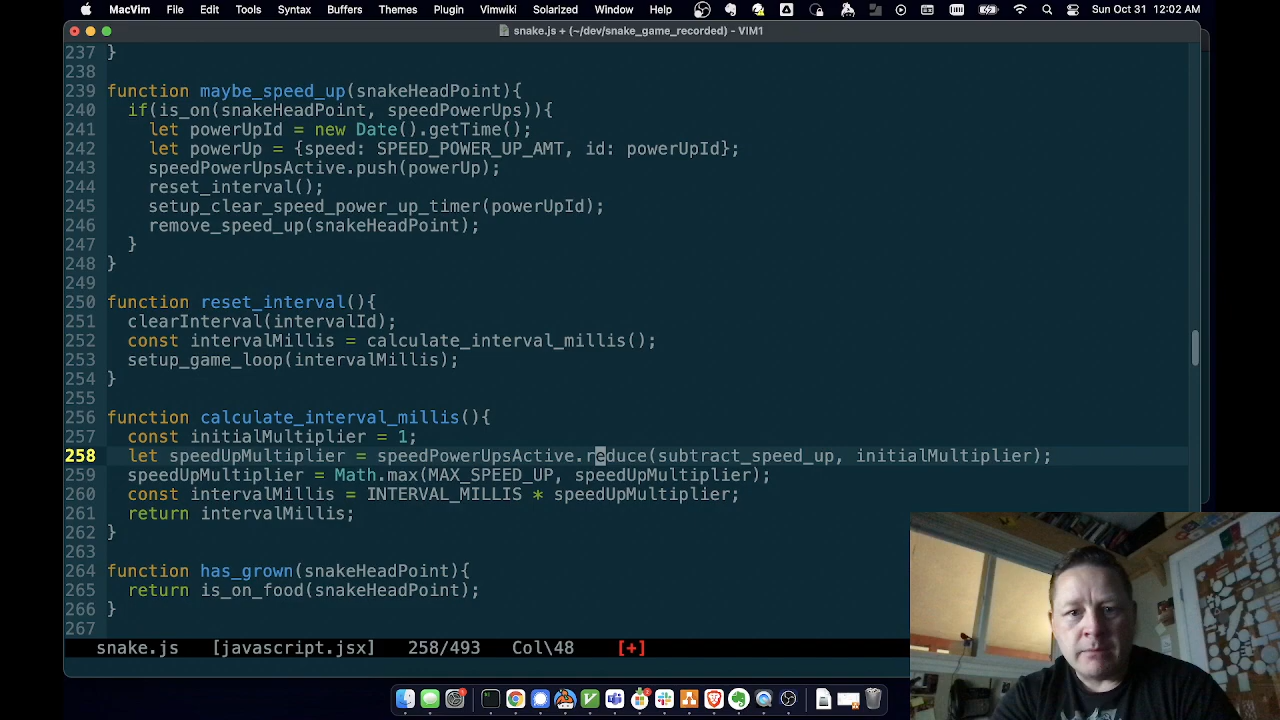 MacVim File Edit Tools Syntax Buffers Themes Plugin Vimwiki Solarized Window Help Sun Oct 31 12:02 AM
snake.js + (~/dev/snake_game_recorded) - VIM1
237 }
238
239 function maybe_speed_up(snakeHeadPoint){
240 if(is_on(snakeHeadPoint, speedPowerUps)){
241 let powerUpId = new Date().getTime();
242 let powerUp = {speed: SPEED_POWER_UP_AMT, id: powerUpId};
243 speedPowerUpsActive.push(powerUp);
244 reset_interval();
245 setup_clear_speed_power_up_timer(powerUpId);
246 remove_speed_up(snakeHeadPoint);
247 }
248 }
249
250 function reset_interval(){
251 clearInterval(intervalId);
252 const intervalMillis = calculate_interval_millis();
253 setup_game_loop(intervalMillis);
254 }
255
256 function calculate_interval_millis(){
257 const initialMultiplier = 1;
258 let speedUpMultiplier = speedPowerUpsActive.reduce(subtract_speed_up, initialMultiplier);
259 speedUpMultiplier = Math.max(MAX_SPEED_UP, speedUpMultiplier);
260 const intervalMillis = INTERVAL_MILLIS * speedUpMultiplier;
261 return intervalMillis;
262 }
263
264 function has_grown(snakeHeadPoint){
265 return is_on_food(snakeHeadPoint);
266 }
267
snake.js [javascript.jsx] 258/493 Col\48 [+]